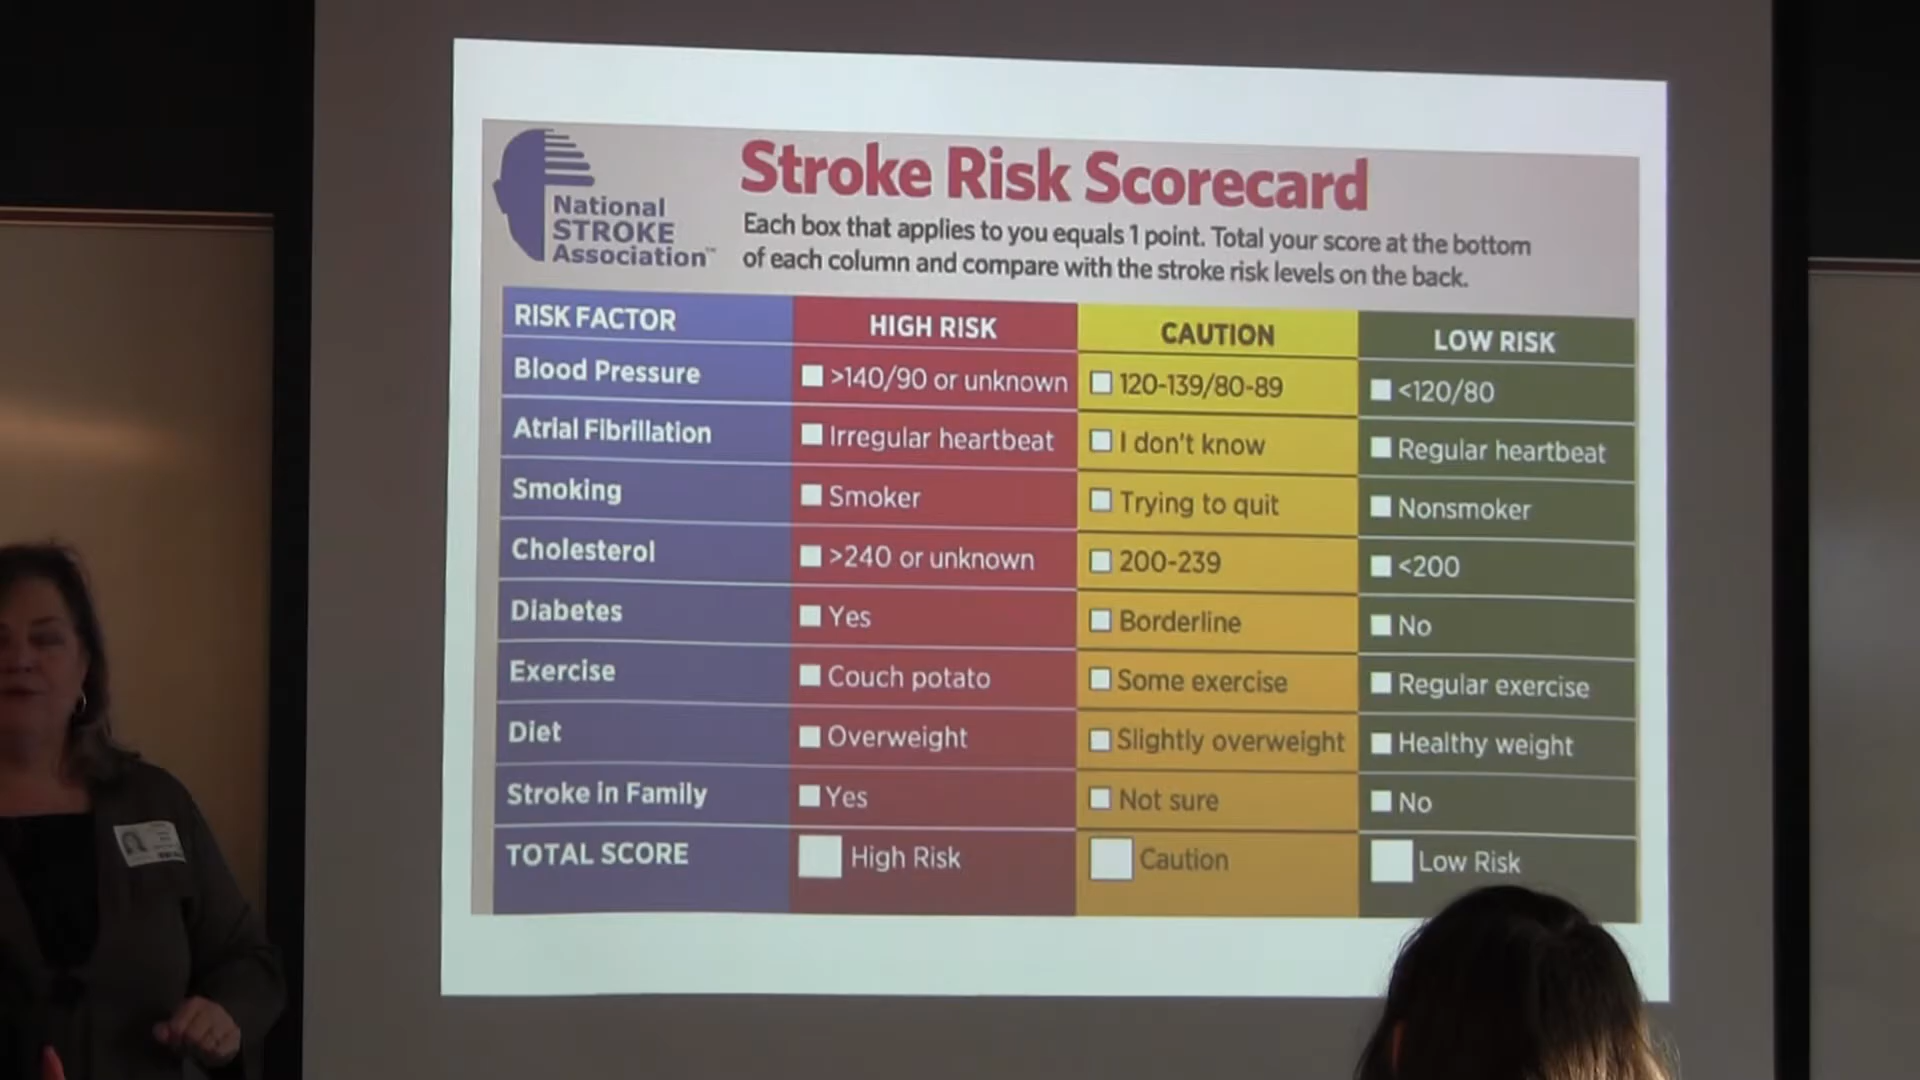 National
STROKE
Association™
Stroke Risk Scorecard
Each box that applies to you equals 1 point. Total your score at the bottom
of each column and compare with the stroke risk levels on the back.
RISK FACTOR HIGH RISK CAUTION LOW RISK
Blood Pressure >140/90 or unknown 120-139/80-89 <120/80
Atrial Fibrillation Irregular heartbeat I don't know Regular heartbeat
Smoking Smoker Trying to quit Nonsmoker
Cholesterol >240 or unknown 200-239 <200
Diabetes Yes Borderline No
Exercise Couch potato Some exercise Regular exercise
Diet Overweight Slightly overweight Healthy weight
Stroke in Family Yes Not sure No
TOTAL SCORE High Risk Caution Low Risk